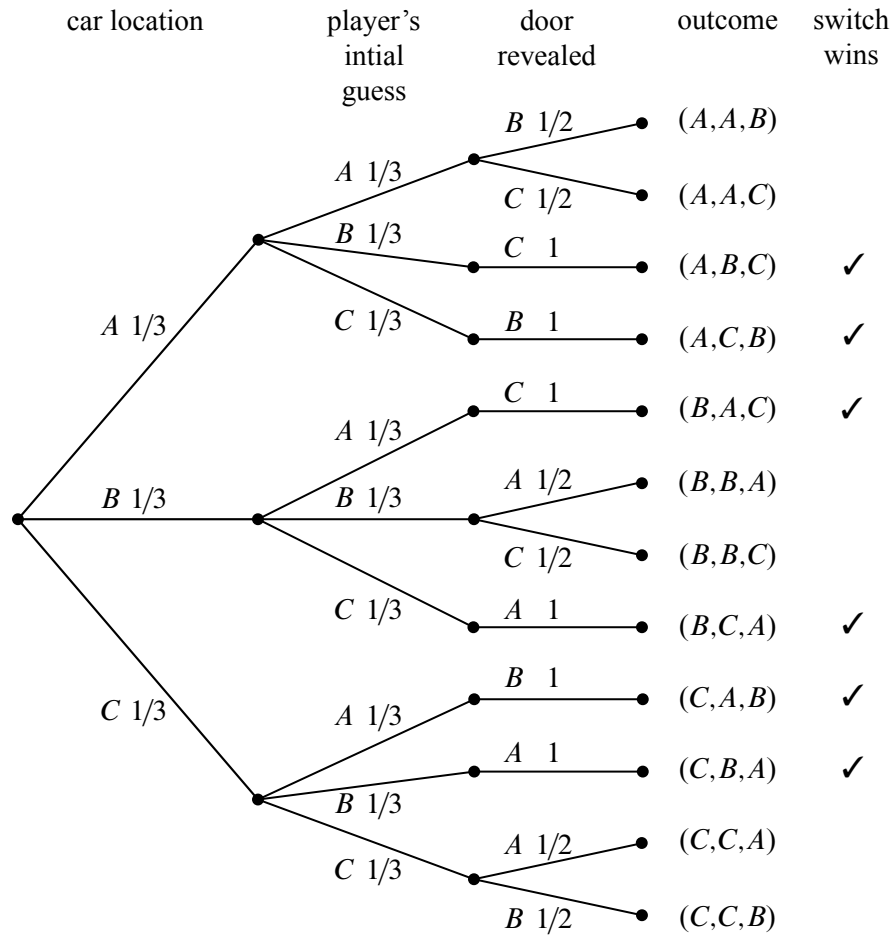 car location
player's
intial
guess
door
revealed
outcome
switch
wins
B 1/2
(A,A,B)
A 1/3
C 1/2
(A,A,C)
B 1/3
C 1
(A,B,C)
✓
A 1/3
C 1/3
B 1
(A,C,B)
✓
C 1
(B,A,C)
✓
A 1/3
A 1/2
(B,B,A)
B 1/3
B 1/3
C 1/2
(B,B,C)
C 1/3
A 1
(B,C,A)
✓
B 1
(C,A,B)
✓
C 1/3
A 1/3
A 1
(C,B,A)
✓
B 1/3
A 1/2
(C,C,A)
C 1/3
B 1/2
(C,C,B)